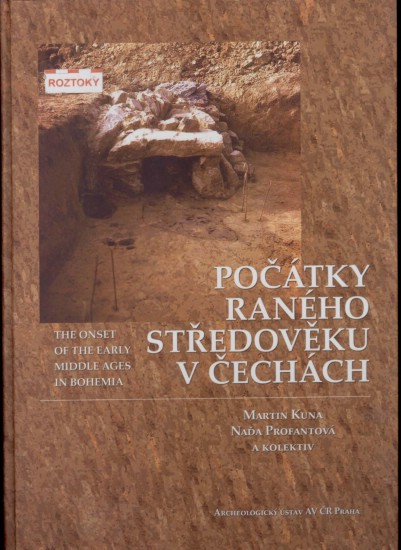 ROZTOKY
POČÁTKY
RANÉHO
STŘEDOVĚKU
V ČECHÁCH
THE ONSET
OF THE EARLY
MIDDLE AGES
IN BOHEMIA
MARTIN KUNA
NAĎA PROFANTOVÁ
A KOLEKTIV
ARCHEOLOGICKÝ ÚSTAV AV ČR PRAHA